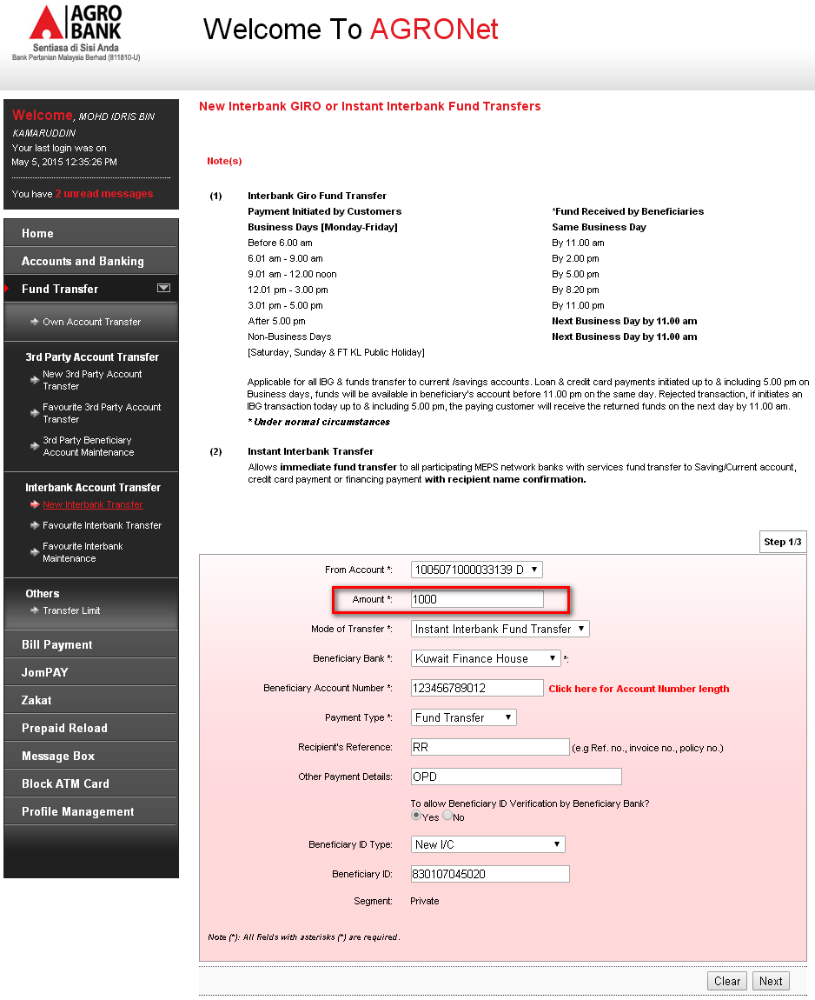 AGRO
BANK
Sentiasa di Sisi Anda
Bank Pertanian Malaysia Berhad (811810-U)
Welcome To AGRONet
Welcome, MOHD IDRIS BIN
KAMARUDDIN
Your last login was on
May 5, 2015 12:35:26 PM
You have 2 unread messages
Home
Accounts and Banking
Fund Transfer
Own Account Transfer
3rd Party Account Transfer
New 3rd Party Account
Transfer
Favourite 3rd Party Account
Transfer
3rd Party Beneficiary
Account Maintenance
Interbank Account Transfer
New Interbank Transfer
Favourite Interbank Transfer
Favourite Interbank
Maintenance
Others
Transfer Limit
Bill Payment
JomPAY
Zakat
Prepaid Reload
Message Box
Block ATM Card
Profile Management
New Interbank GIRO or Instant Interbank Fund Transfers
Note(s)
(1) Interbank Giro Fund Transfer
Payment Initiated by Customers *Fund Received by Beneficiaries
Business Days [Monday-Friday] Same Business Day
Before 6.00 am By 11.00 am
6.01 am - 9.00 am By 2.00 pm
9.01 am - 12.00 noon By 5.00 pm
12.01 pm - 3.00 pm By 8.20 pm
3.01 pm - 5.00 pm By 11.00 pm
After 5.00 pm Next Business Day by 11.00 am
Non-Business Days Next Business Day by 11.00 am
[Saturday, Sunday & FT KL Public Holiday]
Applicable for all IBG & funds transfer to current /savings accounts. Loan & credit card payments initiated up to & including 5.00 pm on
Business days, funds will be available in beneficiary's account before 11.00 pm on the same day. Rejected transaction, if initiates an
IBG transaction today up to & including 5.00 pm, the paying customer will receive the returned funds on the next day by 11.00 am.
* Under normal circumstances
(2) Instant Interbank Transfer
Allows immediate fund transfer to all participating MEPS network banks with services fund transfer to Saving/Current account,
credit card payment or financing payment with recipient name confirmation.
Step 1/3
From Account *: 1005071000033139 D
Amount *: 1000
Mode of Transfer *: Instant Interbank Fund Transfer
Beneficiary Bank *: Kuwait Finance House *:
Beneficiary Account Number *: 123456789012 Click here for Account Number length
Payment Type *: Fund Transfer
Recipient's Reference: RR (e.g Ref. no., invoice no., policy no.)
Other Payment Details: OPD
To allow Beneficiary ID Verification by Beneficiary Bank?
Yes No
Beneficiary ID Type: New I/C
Beneficiary ID: 830107045020
Segment: Private
Note (*): All fields with asterisks (*) are required.
Clear Next